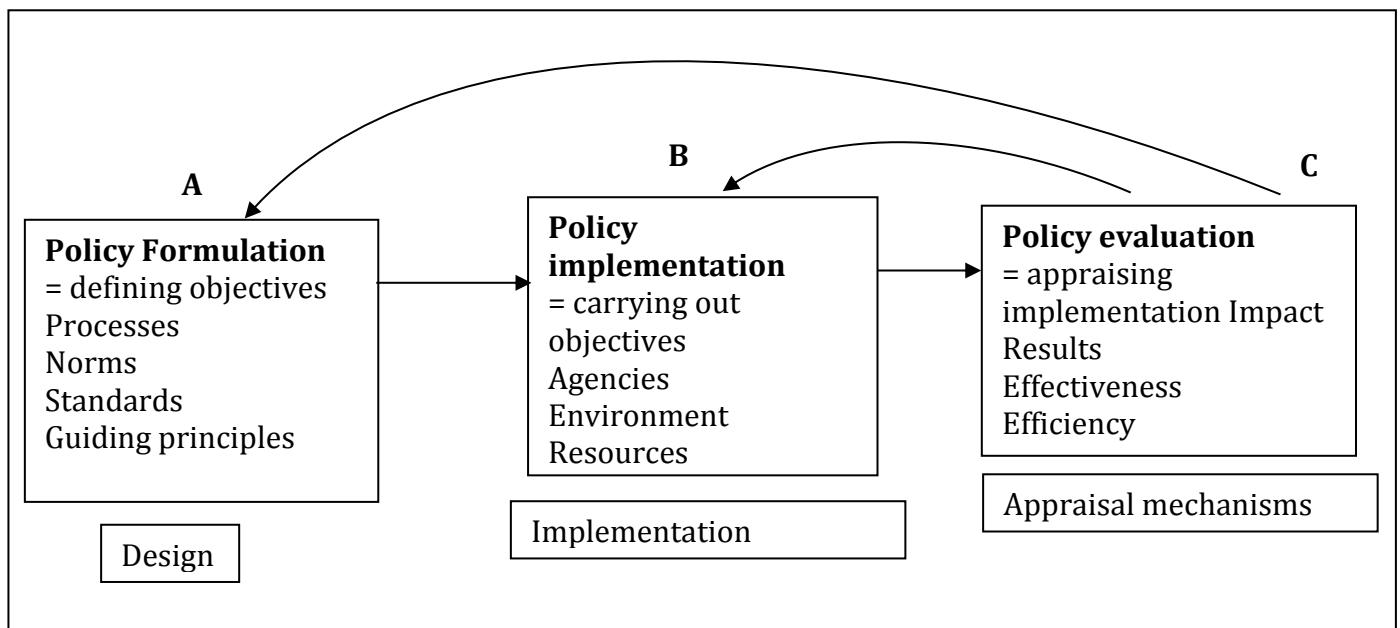 A
B
C
Policy Formulation
= defining objectives
Processes
Norms
Standards
Guiding principles
Design
Policy
implementation
= carrying out
objectives
Agencies
Environment
Resources
Implementation
Policy evaluation
= appraising
implementation Impact
Results
Effectiveness
Efficiency
Appraisal mechanisms